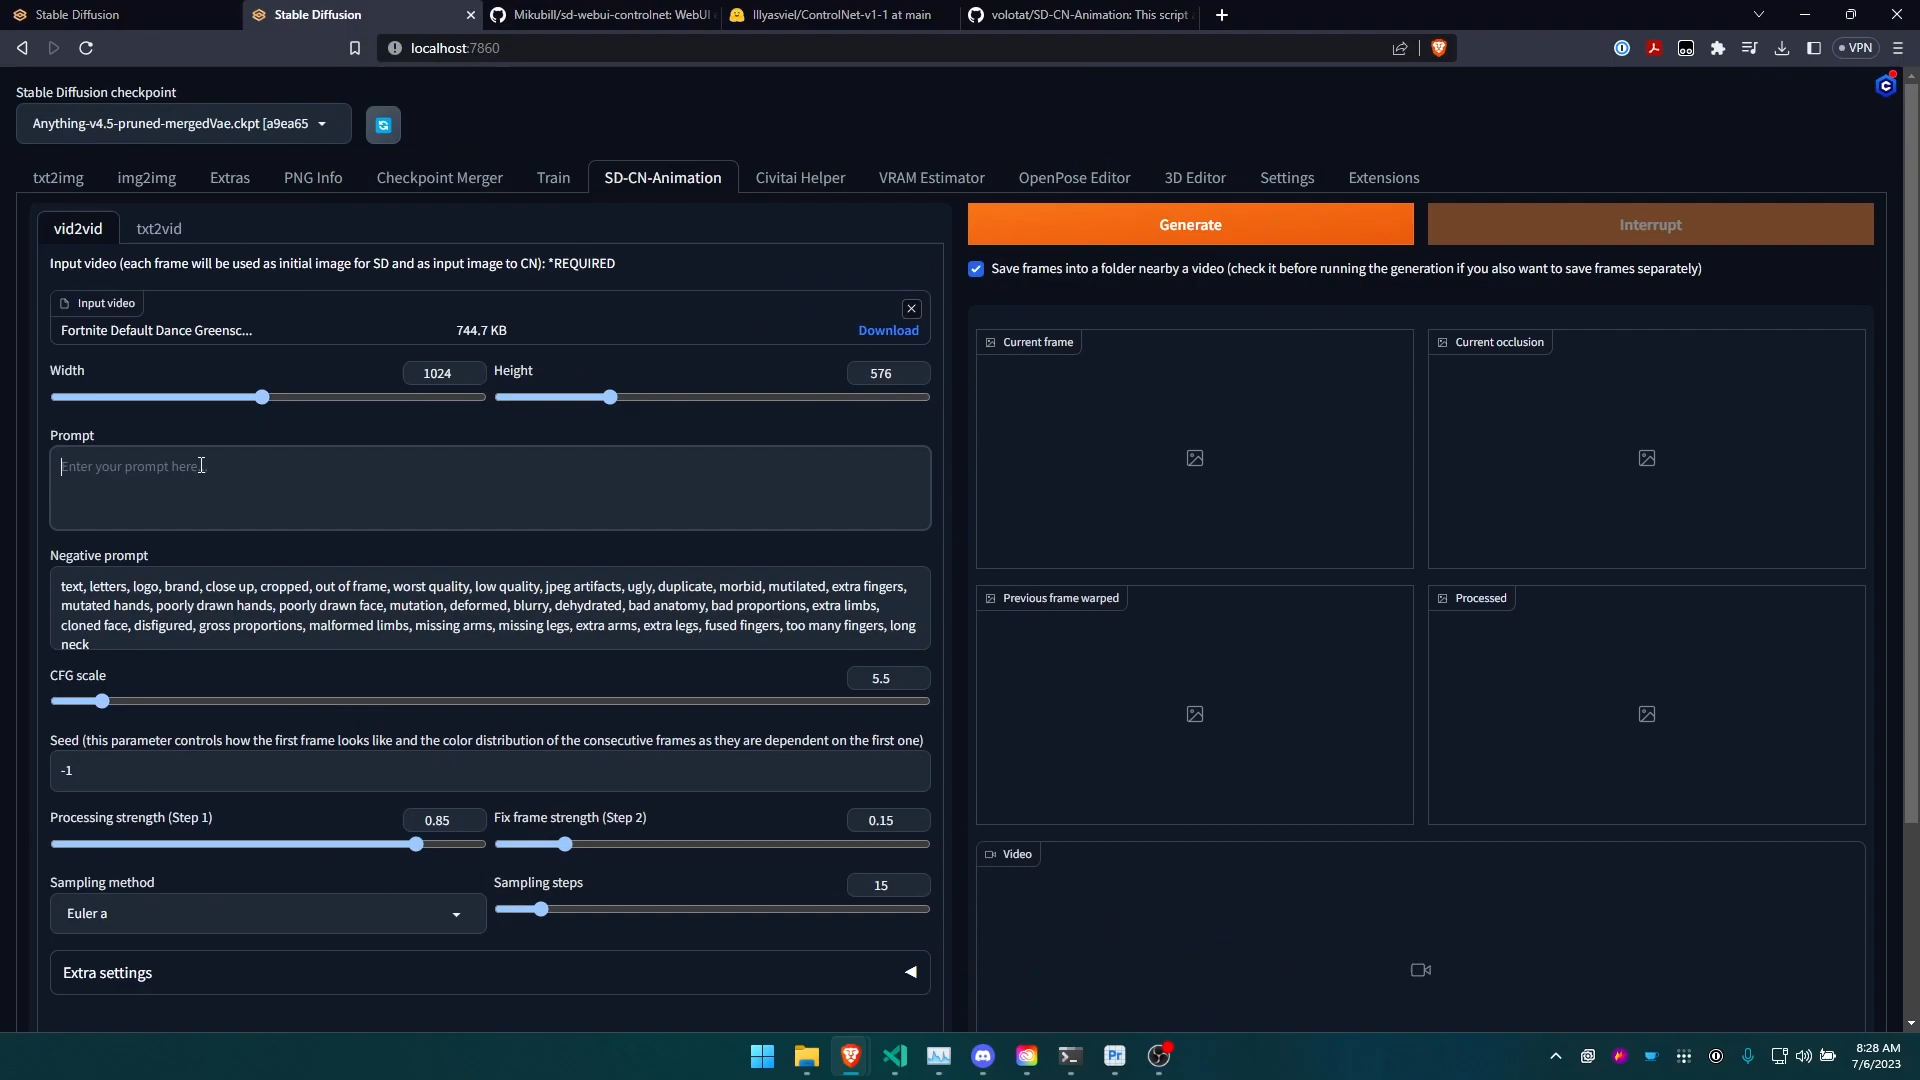 Stable Diffusion
Stable Diffusion
Mikubill/sd-webui-controlnet: WebUI
lllyasviel/ControlNet-v1-1 at main
volotat/SD-CN-Animation: This script
localhost:7860
VPN
Stable Diffusion checkpoint
Anything-v4.5-pruned-mergedVae.ckpt [a9ea65
txt2img
img2img
Extras
PNG Info
Checkpoint Merger
Train
SD-CN-Animation
Civitai Helper
VRAM Estimator
OpenPose Editor
3D Editor
Settings
Extensions
vid2vid
txt2vid
Input video (each frame will be used as initial image for SD and as input image to CN): *REQUIRED
Input video
Fortnite Default Dance Greensc...
744.7 KB
Download
Width
1024
Height
576
Prompt
Enter your prompt here
Negative prompt
text, letters, logo, brand, close up, cropped, out of frame, worst quality, low quality, jpeg artifacts, ugly, duplicate, morbid, mutilated, extra fingers,
mutated hands, poorly drawn hands, poorly drawn face, mutation, deformed, blurry, dehydrated, bad anatomy, bad proportions, extra limbs,
cloned face, disfigured, gross proportions, malformed limbs, missing arms, missing legs, extra arms, extra legs, fused fingers, too many fingers, long
neck
CFG scale
5.5
Seed (this parameter controls how the first frame looks like and the color distribution of the consecutive frames as they are dependent on the first one)
-1
Processing strength (Step 1)
0.85
Fix frame strength (Step 2)
0.15
Sampling method
Euler a
Sampling steps
15
Extra settings
Generate
Interrupt
Save frames into a folder nearby a video (check it before running the generation if you also want to save frames separately)
Current frame
Current occlusion
Previous frame warped
Processed
Video
Pr
8:28 AM
7/6/2023